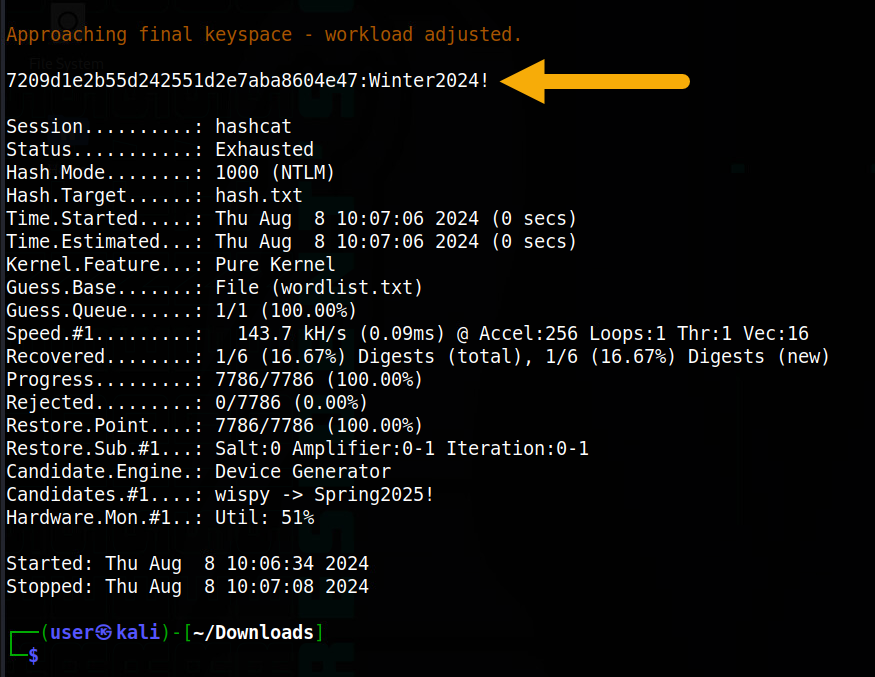 Approaching final keyspace - workload adjusted.
File System
7209d1e2b55d242551d2e7aba8604e47:Winter2024!
Session..........: hashcat
Status...........: Exhausted
Hash.Mode........: 1000 (NTLM)
Hash.Target......: hash.txt
Time.Started.....: Thu Aug  8 10:07:06 2024 (0 secs)
Time.Estimated...: Thu Aug  8 10:07:06 2024 (0 secs)
Kernel.Feature...: Pure Kernel
Guess.Base.......: File (wordlist.txt)
Guess.Queue......: 1/1 (100.00%)
Speed.#1.........:   143.7 kH/s (0.09ms) @ Accel:256 Loops:1 Thr:1 Vec:16
Recovered........: 1/6 (16.67%) Digests (total), 1/6 (16.67%) Digests (new)
Progress.........: 7786/7786 (100.00%)
Rejected.........: 0/7786 (0.00%)
Restore.Point....: 7786/7786 (100.00%)
Restore.Sub.#1...: Salt:0 Amplifier:0-1 Iteration:0-1
Candidate.Engine.: Device Generator
Candidates.#1....: wispy -> Spring2025!
Hardware.Mon.#1..: Util: 51%
Started: Thu Aug  8 10:06:34 2024
Stopped: Thu Aug  8 10:07:08 2024
┌──(user㉿kali)-[~/Downloads]
└─$